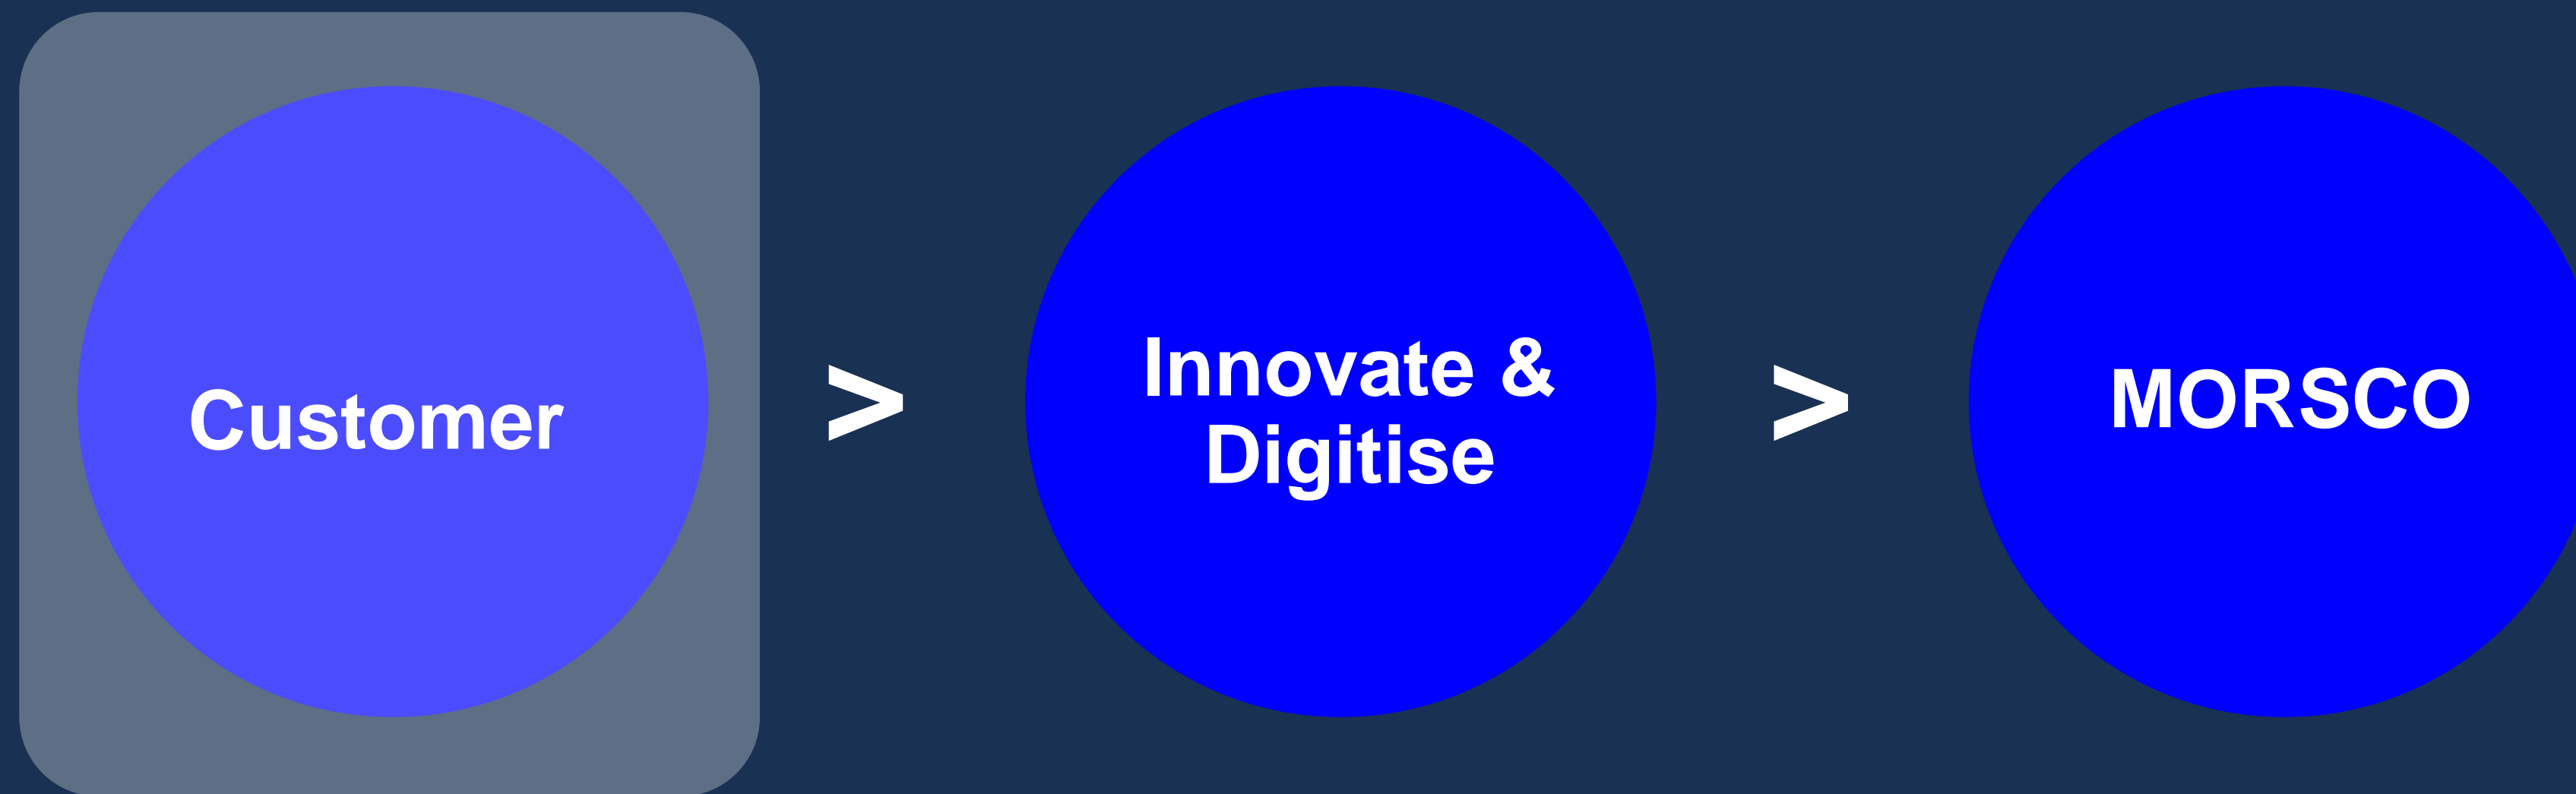 Customer
>
Innovate &
Digitise
>
MORSCO